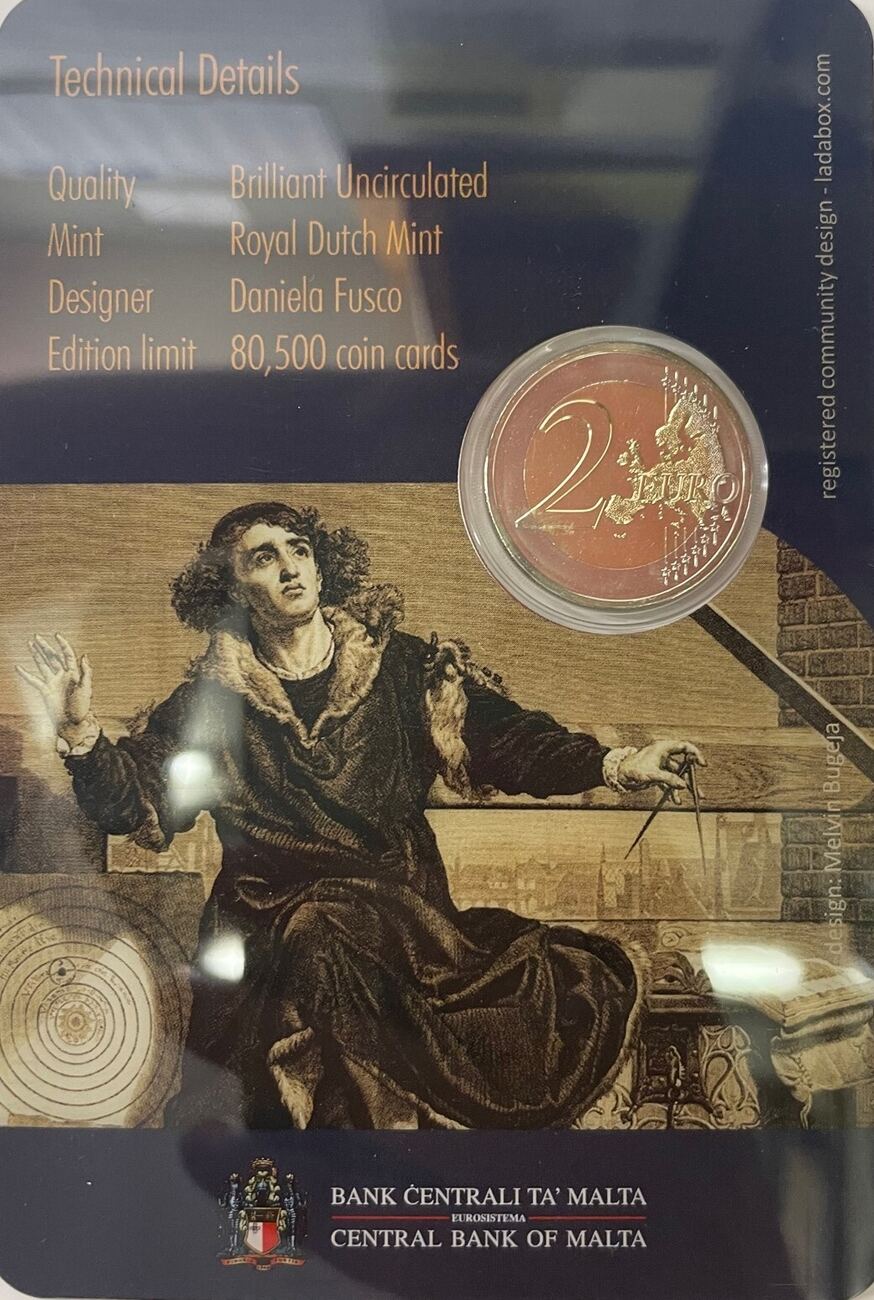 Technical Details
Quality Brilliant Uncirculated
Mint Royal Dutch Mint
Designer Daniela Fusco
Edition limit 80,500 coin cards
registered community design - ladabox.com
2 EURO
design: Melvin Bugeja
BANK ĊENTRALI TA' MALTA
EUROSISTEMA
CENTRAL BANK OF MALTA